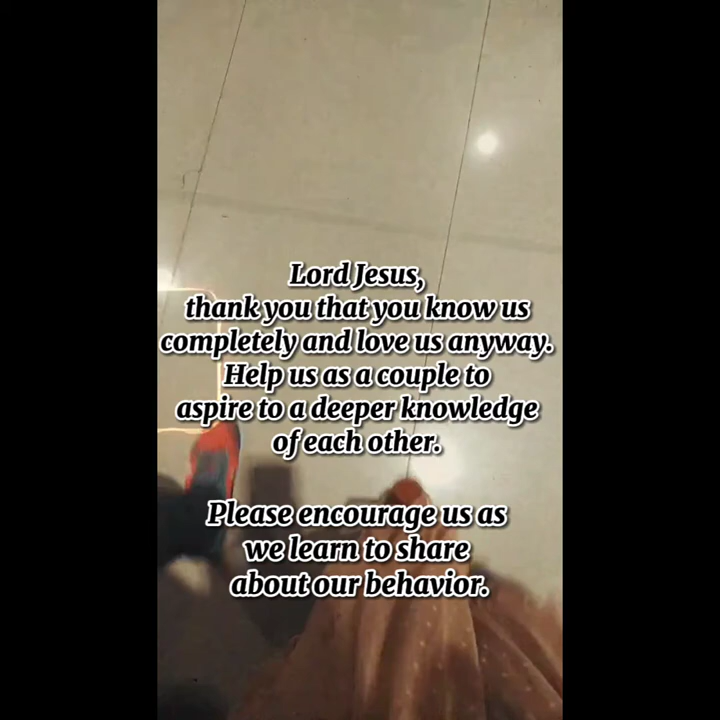 Lord Jesus,
thank you that you know us
completely and love us anyway.
Help us as a couple to
aspire to a deeper knowledge
of each other.
Please encourage us as
we learn to share
about our behavior.